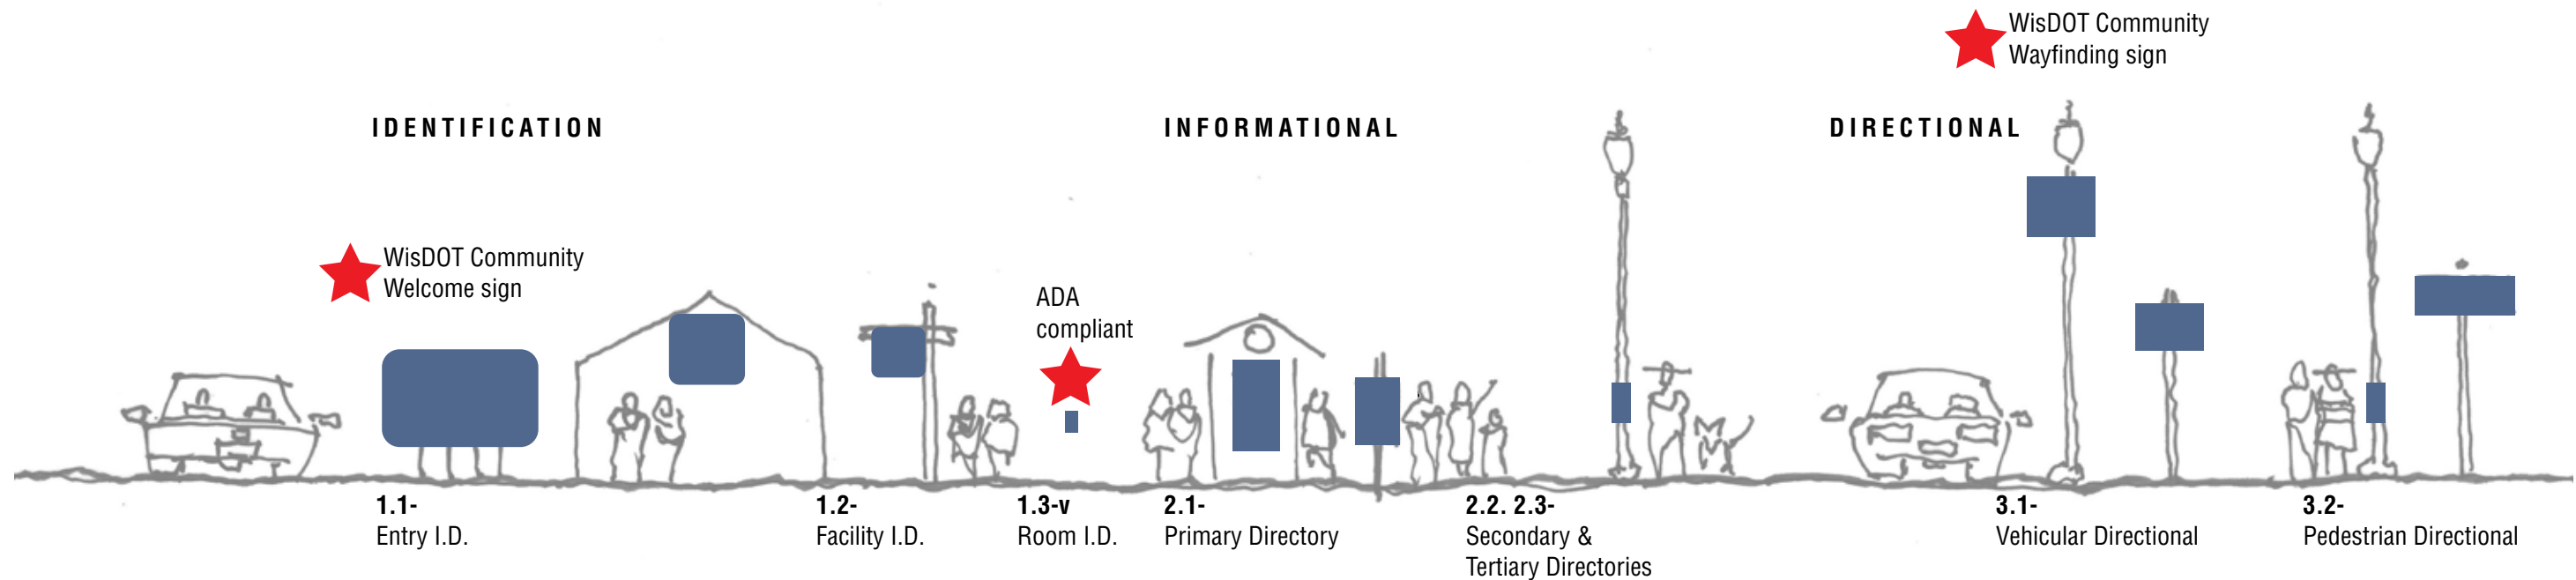 WisDOT Community
Wayfinding sign
IDENTIFICATION
INFORMATIONAL
DIRECTIONAL
WisDOT Community
Welcome sign
ADA
compliant
1.1-
Entry I.D.
1.2-
Facility I.D.
1.3-v
Room I.D.
2.1-
Primary Directory
2.2. 2.3-
Secondary &
Tertiary Directories
3.1-
Vehicular Directional
3.2-
Pedestrian Directional